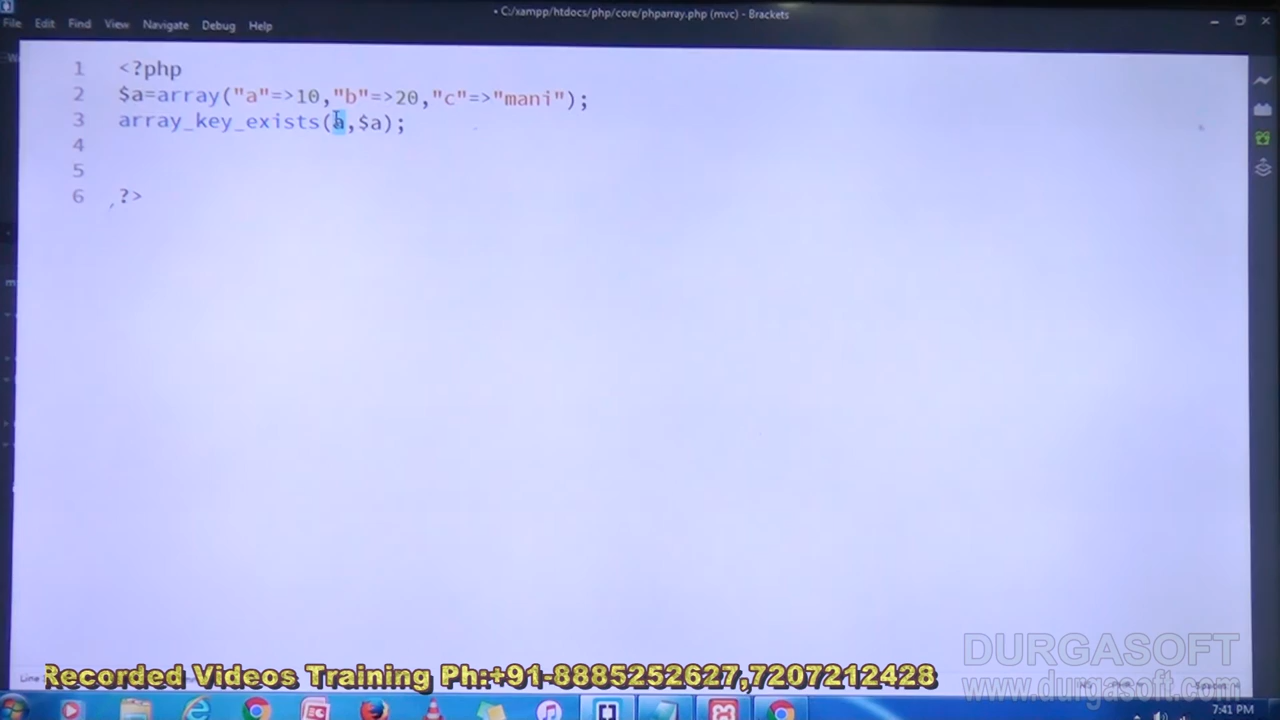 • C:/xampp/htdocs/php/core/phparray.php (mvc) - Brackets
File Edit Find View Navigate Debug Help
1 <?php
2 $a=array("a"=>10,"b"=>20,"c"=>"mani");
3 array_key_exists(a,$a);
4
5
6 ?>
DURGASOFT
www.durgasoft.com
Line
Recorded Videos Training Ph:+91-8885252627,7207212428
7:41 PM